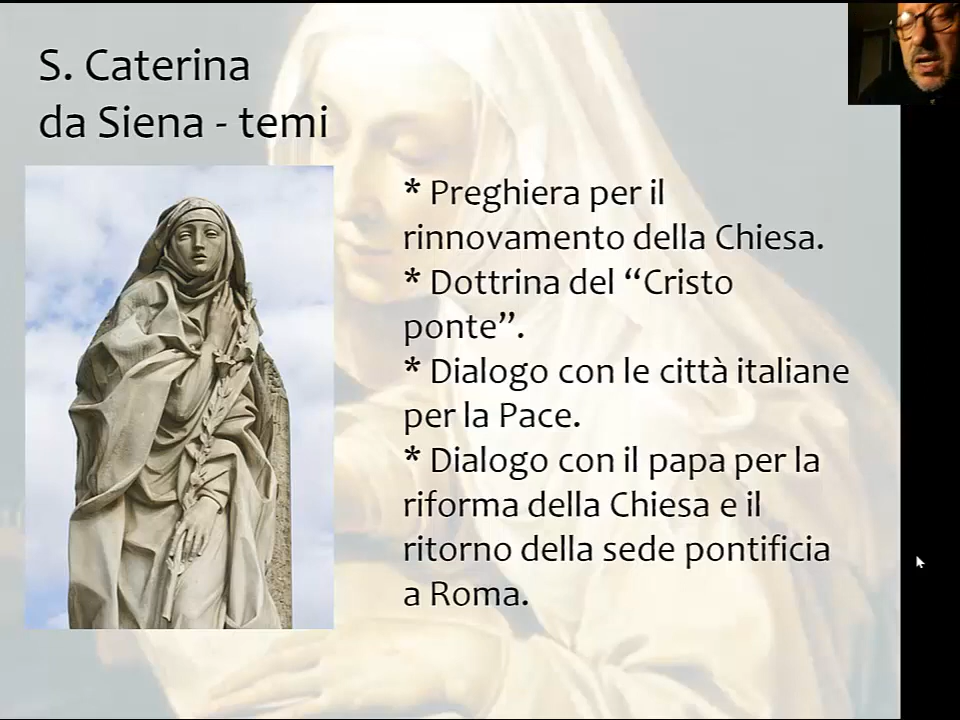 S. Caterina
da Siena - temi
* Preghiera per il
rinnovamento della Chiesa.
* Dottrina del “Cristo
ponte”.
* Dialogo con le città italiane
per la Pace.
* Dialogo con il papa per la
riforma della Chiesa e il
ritorno della sede pontificia
a Roma.